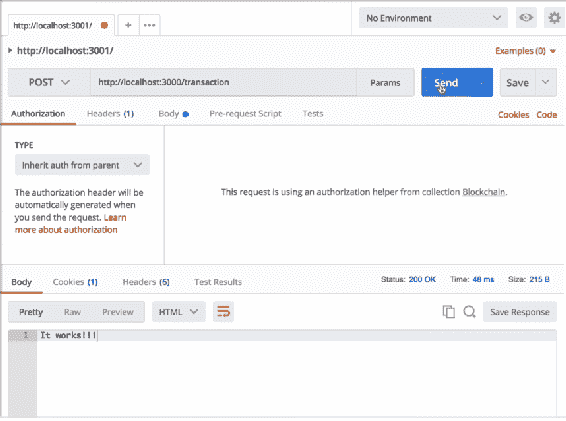 http://localhost:3001/
+
•••
No Environment
http://localhost:3001/
Examples (0)
POST
http://localhost:3000/transaction
Params
Send
Save
Authorization
Headers (1)
Body
Pre-request Script
Tests
Cookies
Code
TYPE
Inherit auth from parent
The authorization header will be
automatically generated when
you send the request. Learn
more about authorization
This request is using an authorization helper from collection Blockchain.
Body
Cookies (1)
Headers (6)
Test Results
Status: 200 OK
Time: 48 ms
Size: 215 B
Pretty
Raw
Preview
HTML
Save Response
1
It works!!!